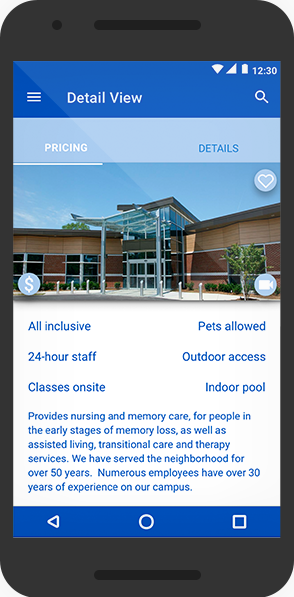 12:30
Detail View
PRICING DETAILS
$
All inclusive Pets allowed
24-hour staff Outdoor access
Classes onsite Indoor pool
Provides nursing and memory care, for people in
the early stages of memory loss, as well as
assisted living, transitional care and therapy
services. We have served the neighborhood for
over 50 years. Numerous employees have over 30
years of experience on our campus.